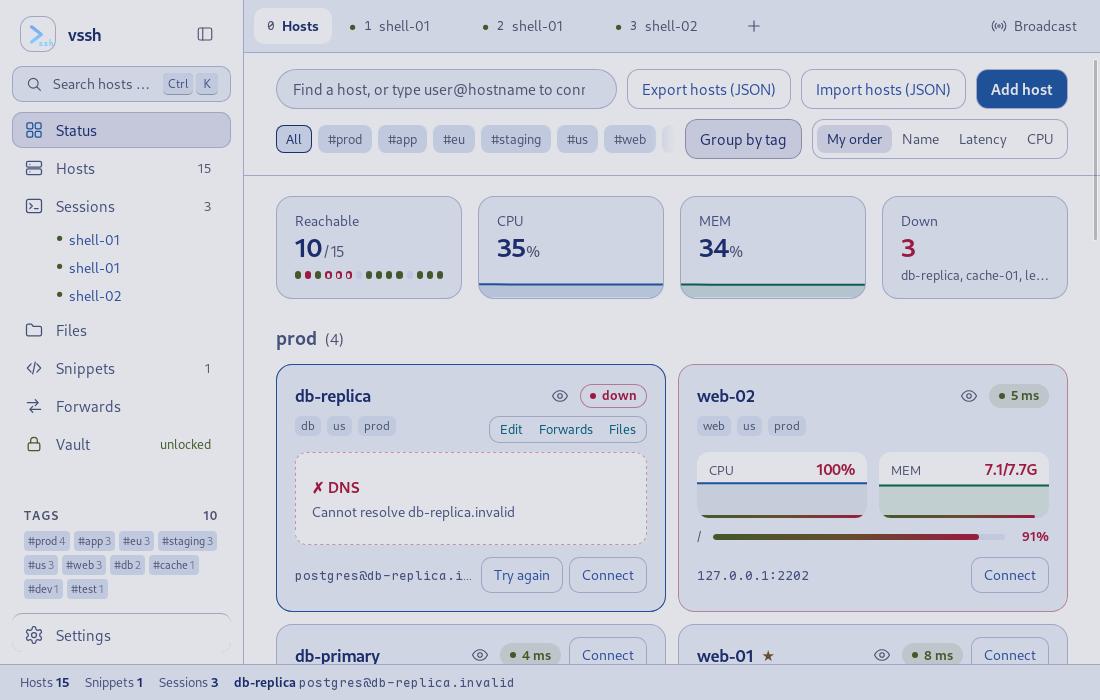 ssh
vssh
Search hosts … Ctrl K
Status
Hosts 15
Sessions 3
shell-01
shell-01
shell-02
Files
Snippets 1
Forwards
Vault unlocked
TAGS 10
#prod 4 #app 3 #eu 3 #staging 3
#us 3 #web 3 #db 2 #cache 1
#dev 1 #test 1
Settings
0 Hosts 1 shell-01 2 shell-01 3 shell-02 + Broadcast
Find a host, or type user@hostname to conn Export hosts (JSON) Import hosts (JSON) Add host
All #prod #app #eu #staging #us #web Group by tag My order Name Latency CPU
Reachable
10/15
CPU
35%
MEM
34%
Down
3
db-replica, cache-01, le…
prod (4)
db-replica down
db us prod Edit Forwards Files
✗ DNS
Cannot resolve db-replica.invalid
postgres@db-replica.i… Try again Connect
web-02 5 ms
web us prod
CPU 100% MEM 7.1/7.7G
/ 91%
127.0.0.1:2202 Connect
db-primary 4 ms Connect
web-01 ★ 8 ms Connect
Hosts 15 Snippets 1 Sessions 3 db-replica postgres@db-replica.invalid